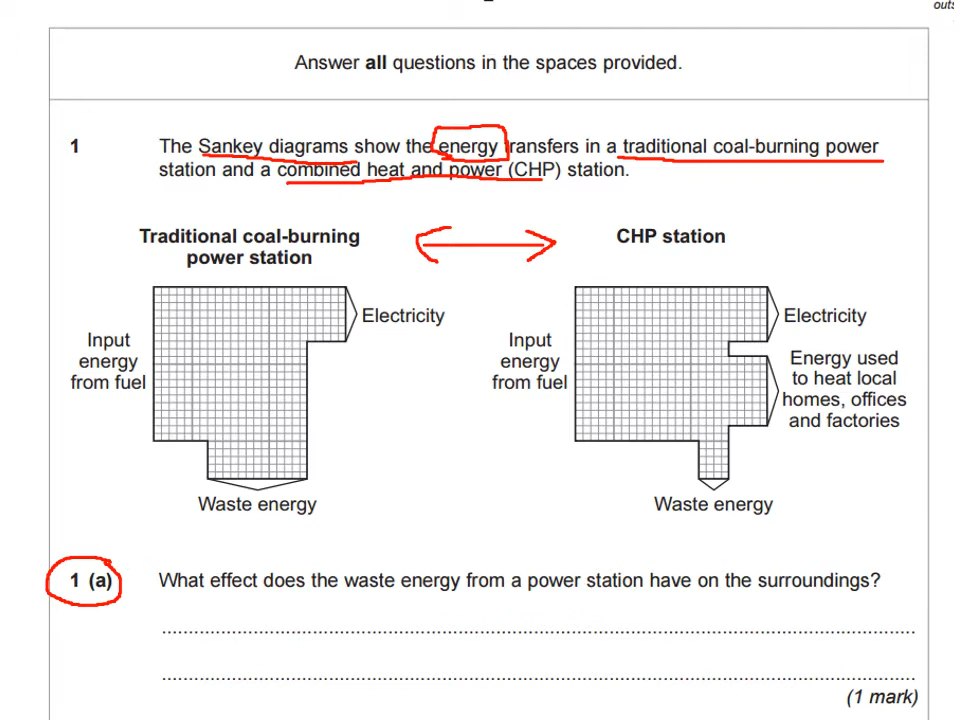 outs
Answer all questions in the spaces provided.
1 The Sankey diagrams show the energy transfers in a traditional coal-burning power
station and a combined heat and power (CHP) station.
Traditional coal-burning
power station
CHP station
Electricity
Input
energy
from fuel
Waste energy
Electricity
Input
energy
from fuel
Energy used
to heat local
homes, offices
and factories
Waste energy
1 (a) What effect does the waste energy from a power station have on the surroundings?
(1 mark)